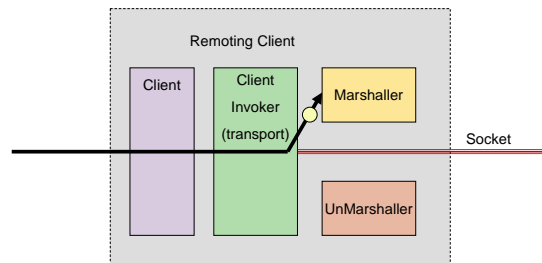 Remoting Client
Client
Client
Invoker
(transport)
Marshaller
Socket
UnMarshaller